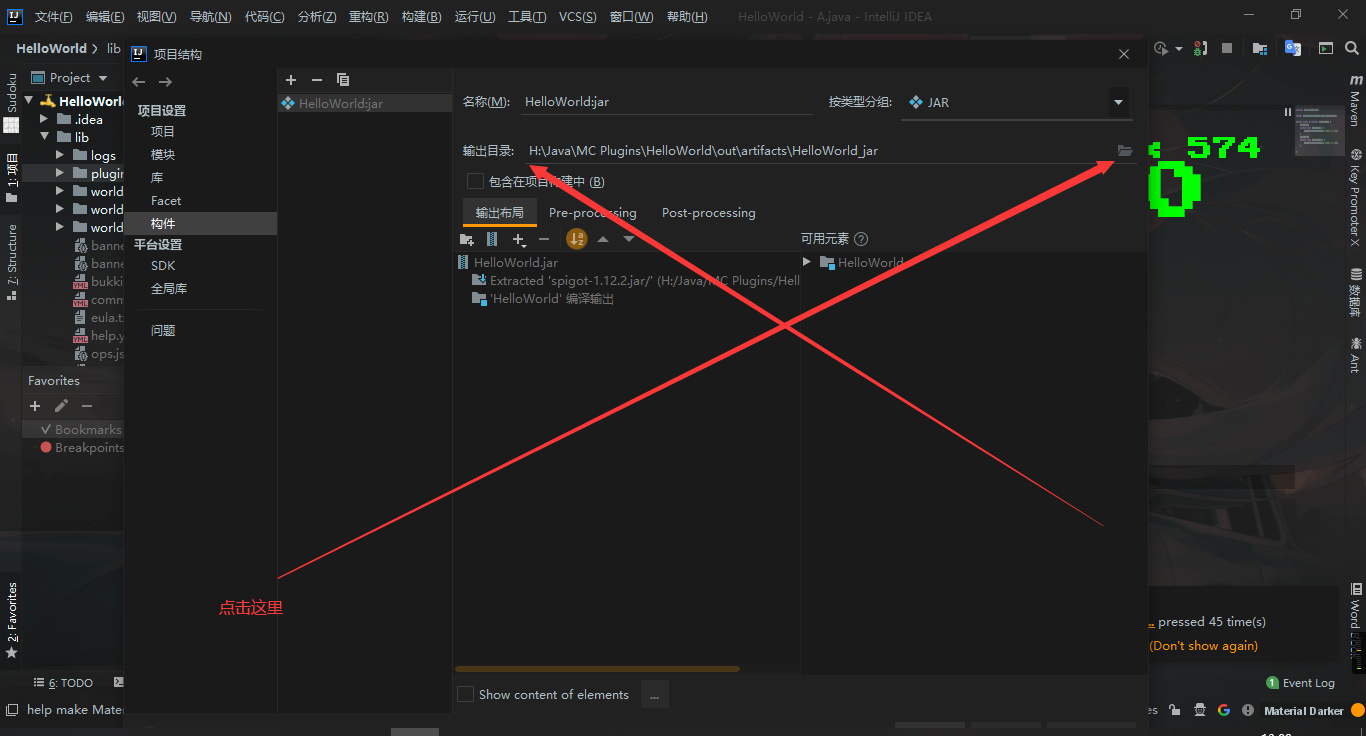 文件(F) 编辑(E) 视图(V) 导航(N) 代码(C) 分析(Z) 重构(R) 构建(B) 运行(U) 工具(T) VCS(S) 窗口(W) 帮助(H) HelloWorld - A.java - IntelliJ IDEA
HelloWorld lib
项目结构
Project
Sudoku
1: 项目
7: Structure
2: Favorites
HelloWorl
.idea
lib
logs
plugin
world
world
world
banne
banne
bukki
comm
eula.t
help.y
ops.js
Favorites
Bookmarks
Breakpoints
项目设置
项目
模块
库
Facet
构件
平台设置
SDK
全局库
问题
HelloWorld:jar
名称(M): HelloWorld:jar
按类型分组: JAR
输出目录: H:\Java\MC Plugins\HelloWorld\out\artifacts\HelloWorld_jar
包含在项目构建中 (B)
输出布局 Pre-processing Post-processing
可用元素
HelloWorld.jar
Extracted 'spigot-1.12.2.jar/' (H:/Java/MC Plugins/Hell
'HelloWorld' 编译输出
HelloWorld
点击这里
Show content of elements ...
x 574
0
Maven
Key Promoter X
数据库
Ant
Word
.. pressed 45 time(s)
(Don't show again)
6: TODO
1 Event Log
help make Mate
es
Material Darker